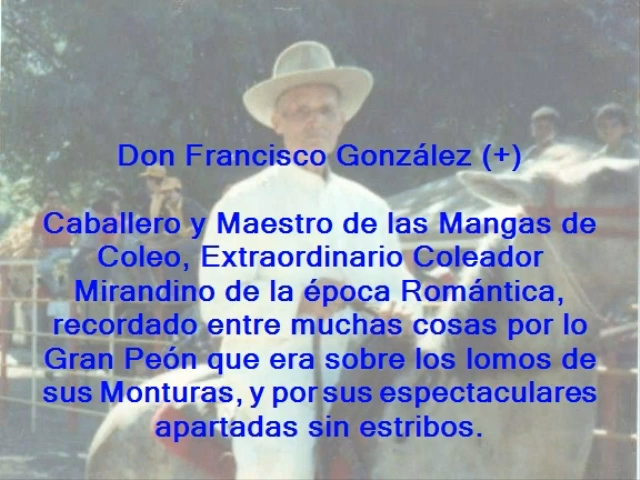 Don Francisco González (+)
Caballero y Maestro de las Mangas de
Coleo, Extraordinario Coleador
Mirandino de la época Romántica,
recordado entre muchas cosas por lo
Gran Peón que era sobre los lomos de
sus Monturas, y por sus espectaculares
apartadas sin estribos.